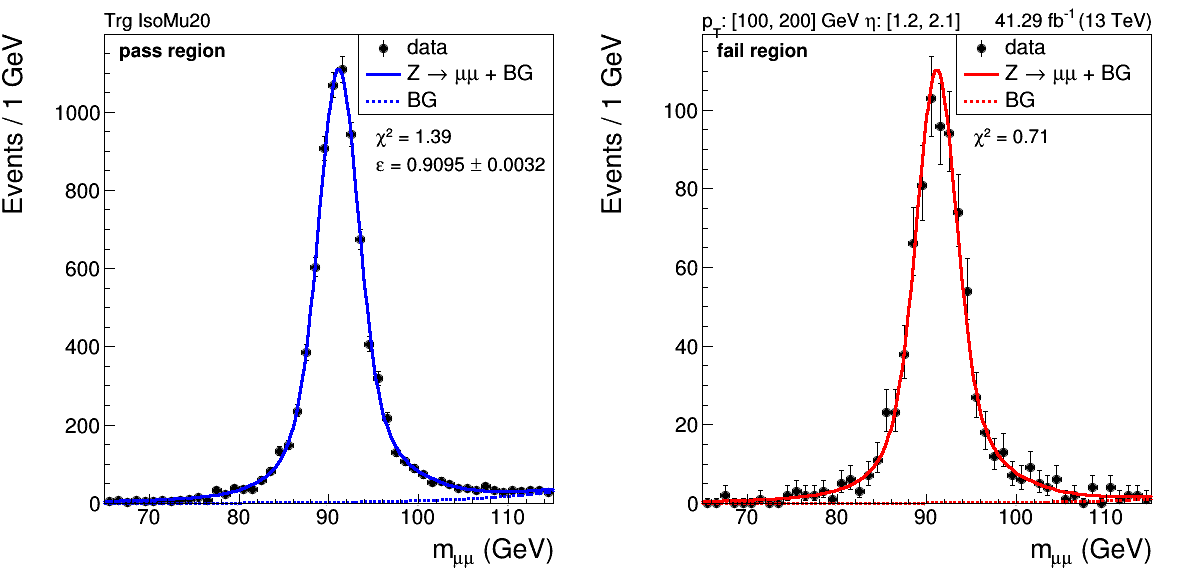 Trg IsoMu20
pass region
data
Z → μμ + BG
BG
χ² = 1.39
ε = 0.9095 ± 0.0032
Events / 1 GeV
1000
800
600
400
200
0
70 80 90 100 110
mμμ (GeV)
pT: [100, 200] GeV η: [1.2, 2.1] 41.29 fb⁻¹ (13 TeV)
fail region
data
Z → μμ + BG
BG
χ² = 0.71
Events / 1 GeV
100
80
60
40
20
0
70 80 90 100 110
mμμ (GeV)